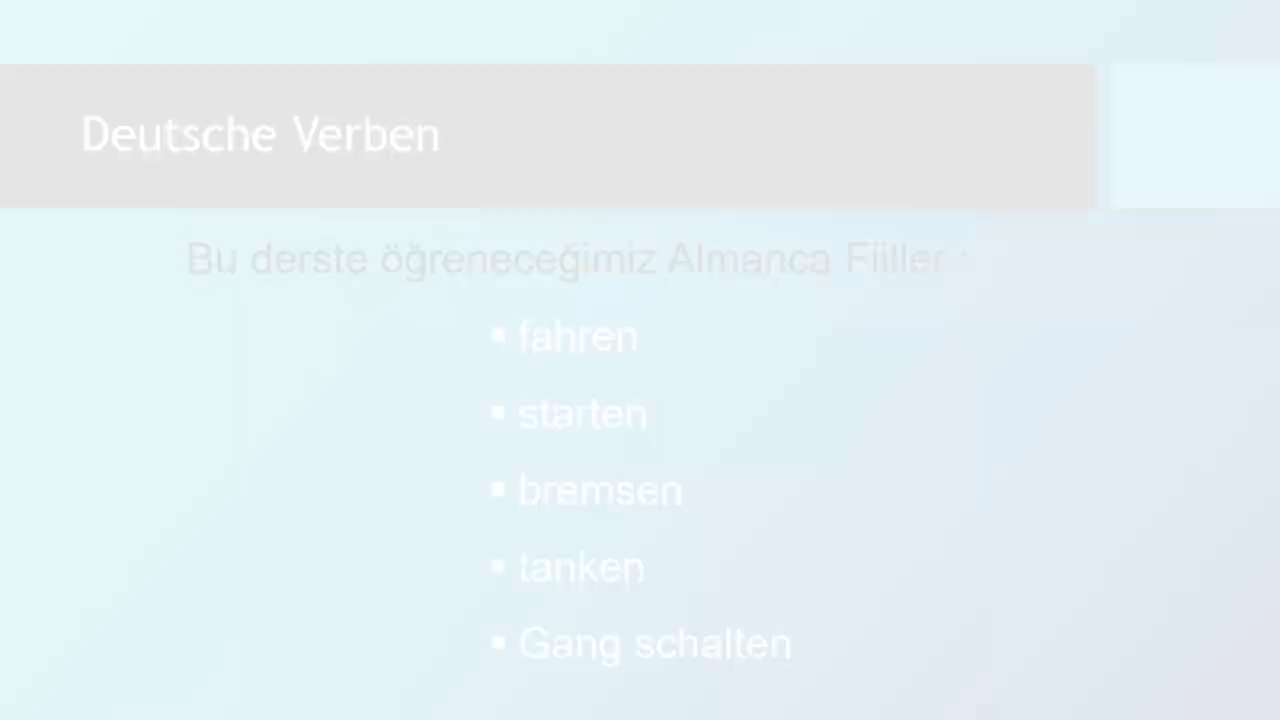 Deutsche Verben
Bu derste öğreneceğimiz Almanca Fiiller :
▪ fahren
▪ starten
▪ bremsen
▪ tanken
▪ Gang schalten